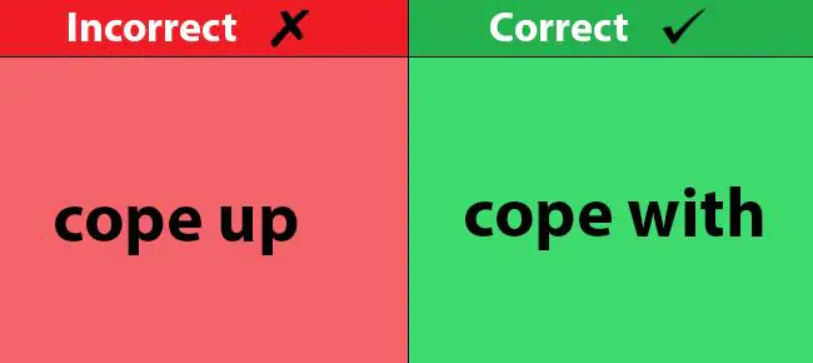 Incorrect ✗
Correct ✓
cope up
cope with